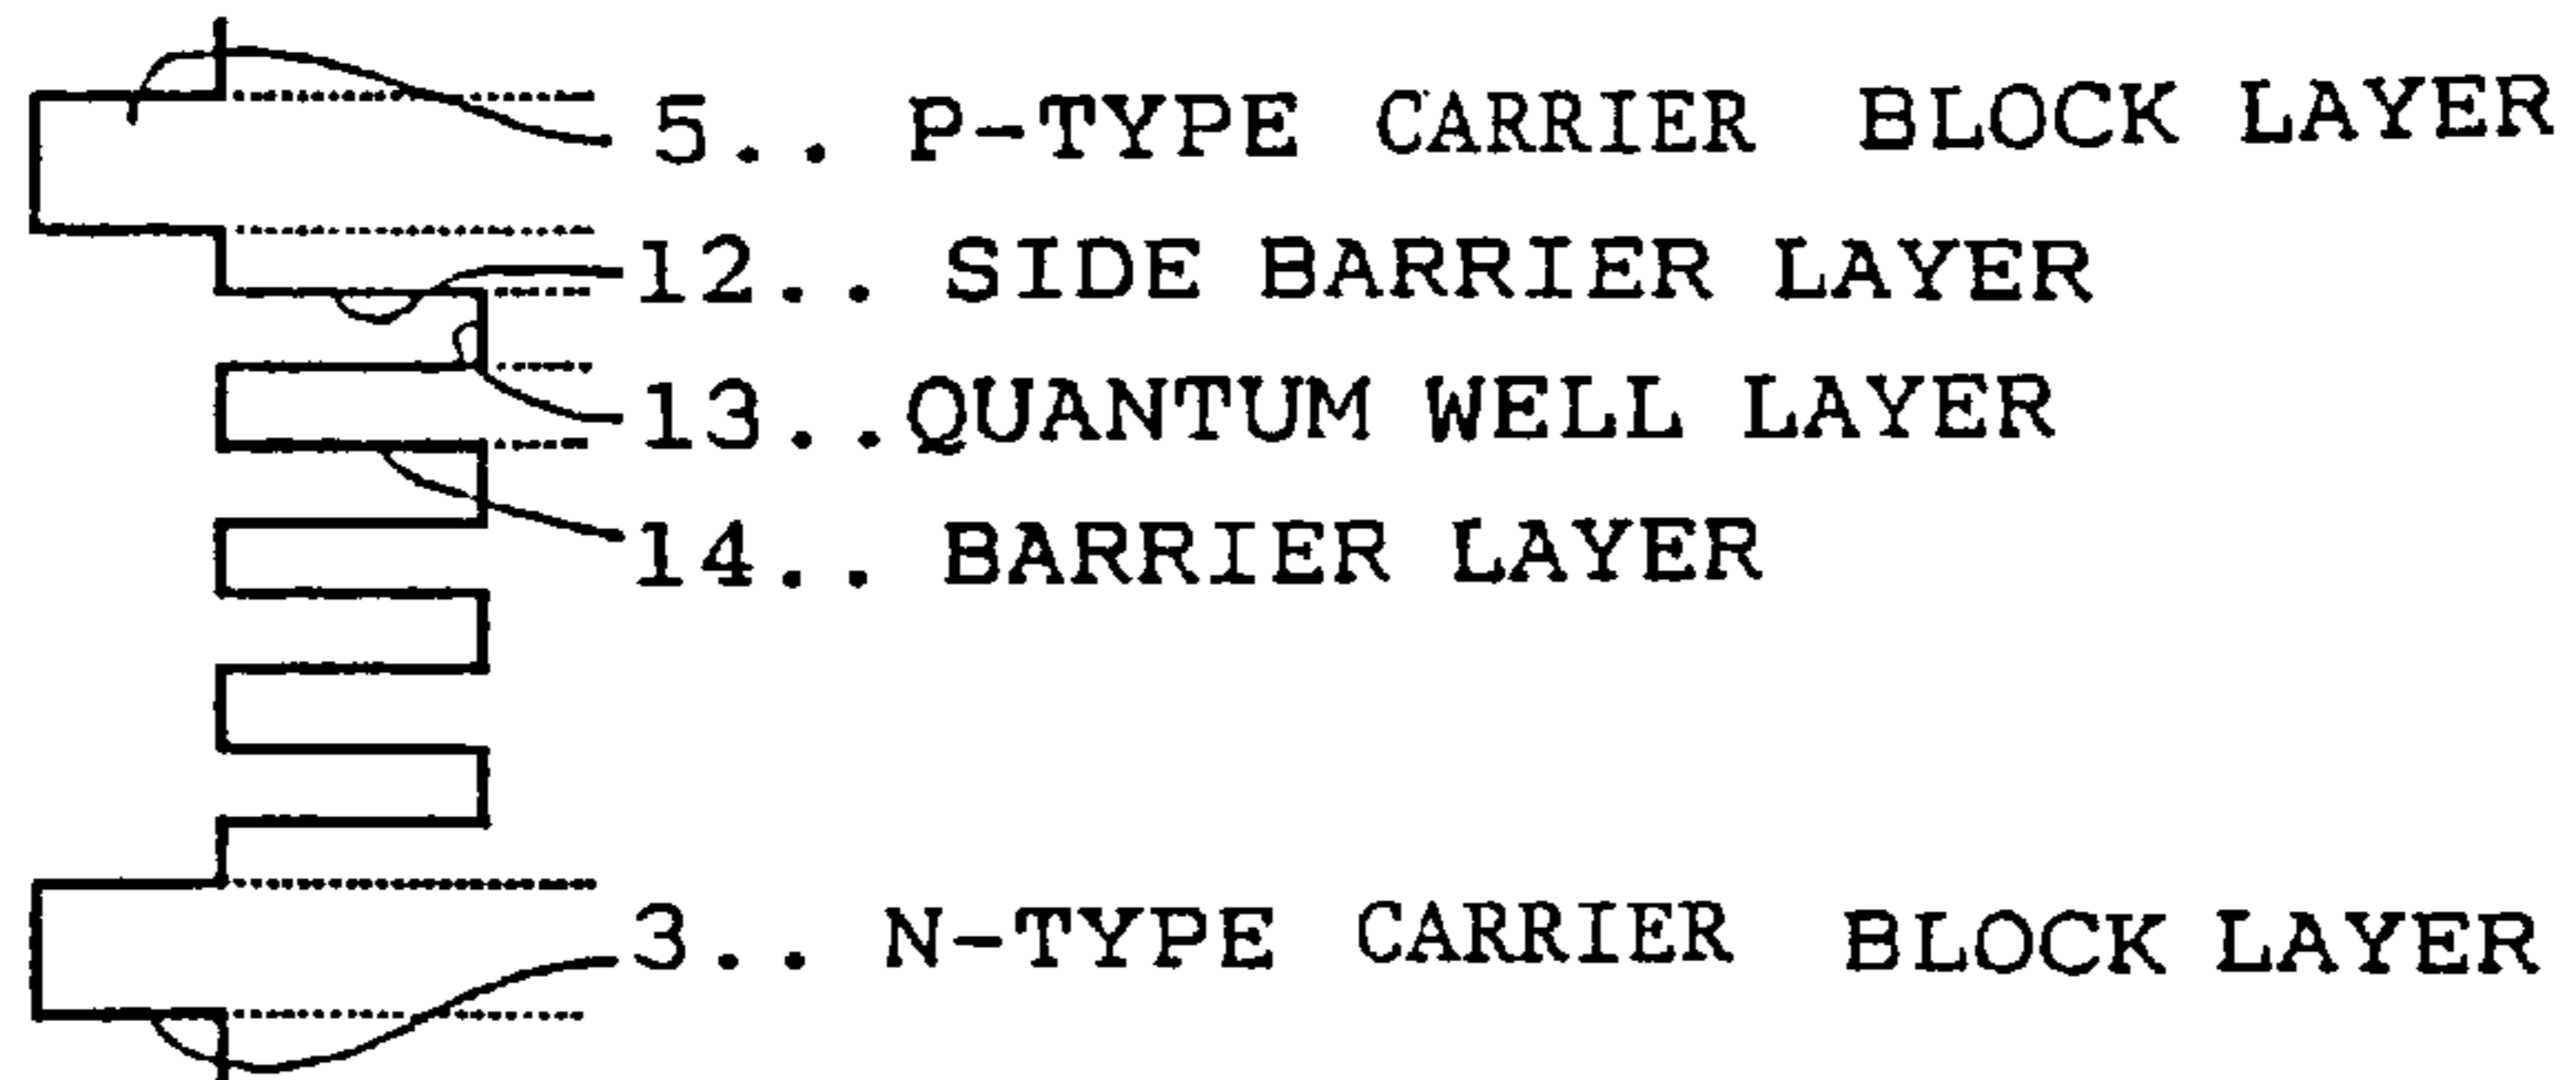 5.. P-TYPE CARRIER BLOCK LAYER
12.. SIDE BARRIER LAYER
13..QUANTUM WELL LAYER
14.. BARRIER LAYER
3.. N-TYPE CARRIER BLOCK LAYER